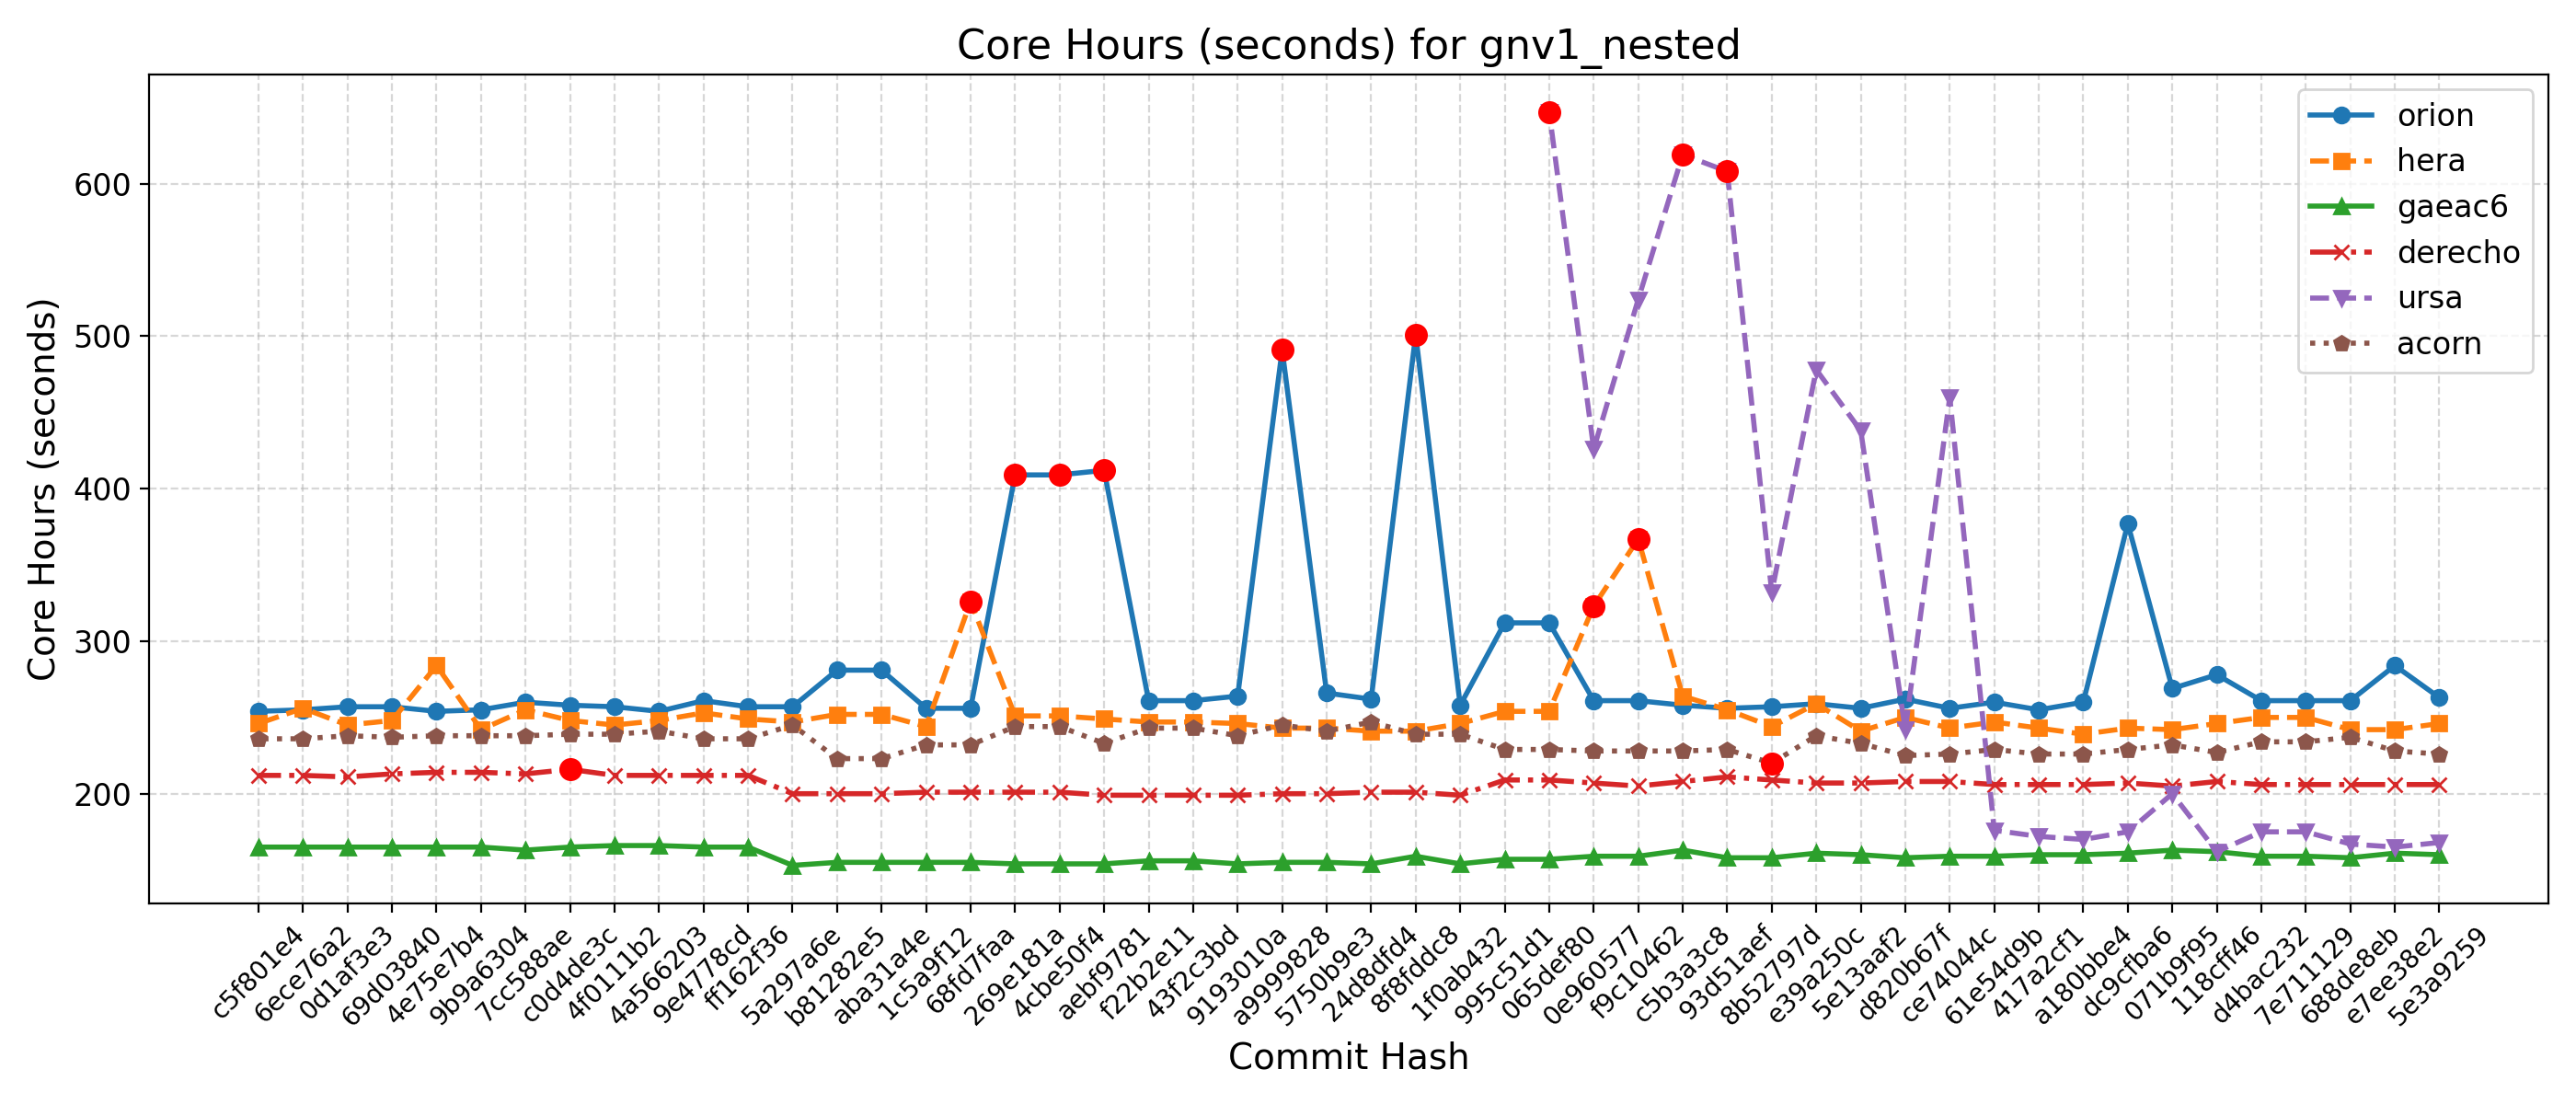 Core Hours (seconds) for gnv1_nested
Core Hours (seconds)
600
500
400
300
200
orion
hera
gaeac6
derecho
ursa
acorn
c5f801e4
6ece76a2
0d1af3e3
69d03840
4e75e7b4
9b9a6304
7cc588ae
c0d4de3c
4f0111b2
4a566203
9e4778cd
ff162f36
5a297a6e
b81282e5
aba31a4e
1c5a9f12
68fd7faa
269e181a
4cbe50f4
aebf9781
f22b2e11
43f2c3bd
9193010a
a9999828
5750b9e3
24d8dfd4
8f8fddc8
1f0ab432
995c51d1
065def80
0e960577
f9c10462
c5b3a3c8
93d51aef
8b52797d
e39a250c
5e13aaf2
d820b67f
ce74044c
61e54d9b
417a2cf1
a180bbe4
dc9cfba6
071b9f95
118cff46
d4bac232
7e711129
688de8eb
e7ee38e2
5e3a9259
Commit Hash